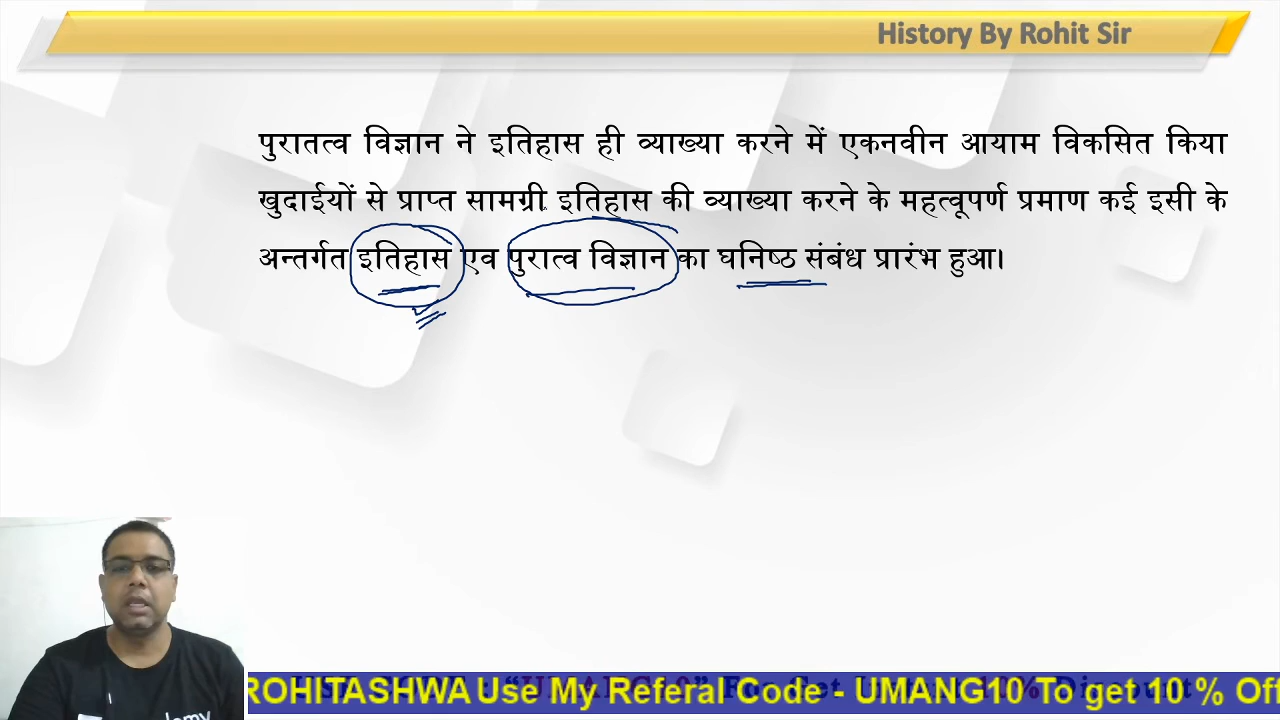 History By Rohit Sir
पुरातत्व विज्ञान ने इतिहास ही व्याख्या करने में एकनवीन आयाम विकसित किया
खुदाईयों से प्राप्त सामग्री इतिहास की व्याख्या करने के महत्वूपर्ण प्रमाण कई इसी के
अन्तर्गत इतिहास एव पुरात्व विज्ञान का घनिष्ठ संबंध प्रारंभ हुआ।
ROHITASHWA Use My Referal Code - UMANG10 To get 10 % Off